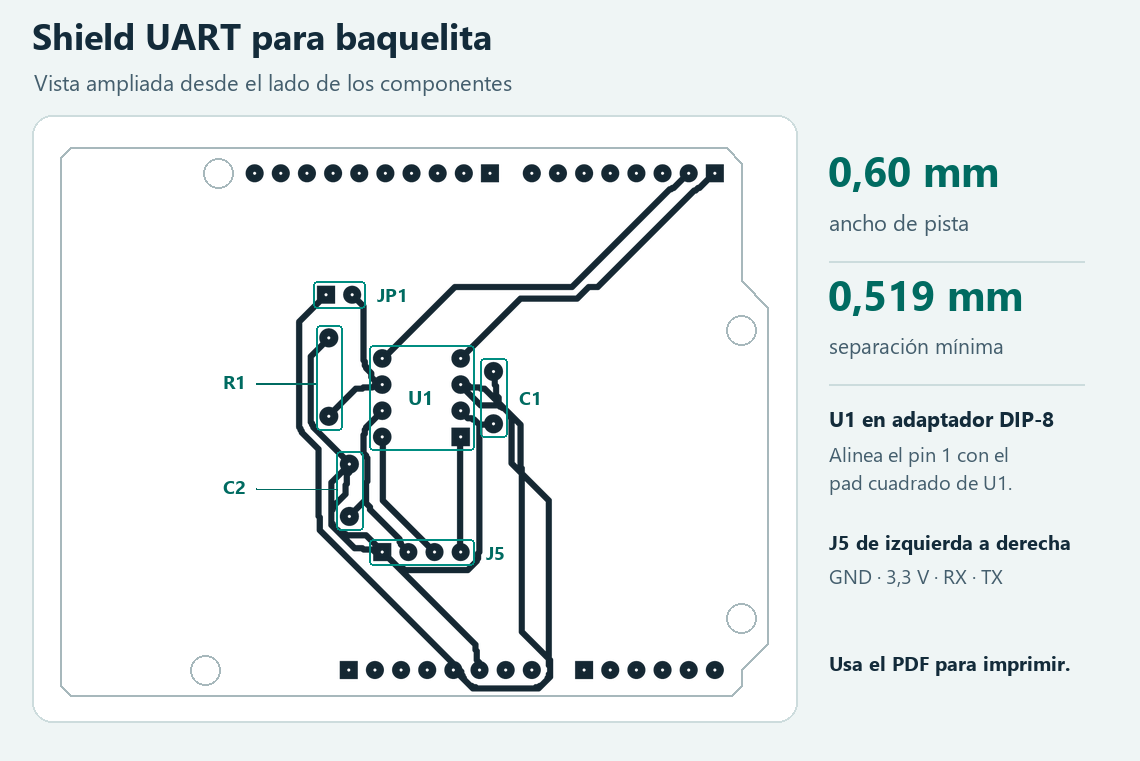 Shield UART para baquelita
Vista ampliada desde el lado de los componentes
JP1
R1
U1
C1
C2
J5
0,60 mm
ancho de pista
0,519 mm
separación mínima
U1 en adaptador DIP-8
Alinea el pin 1 con el
pad cuadrado de U1.
J5 de izquierda a derecha
GND · 3,3 V · RX · TX
Usa el PDF para imprimir.